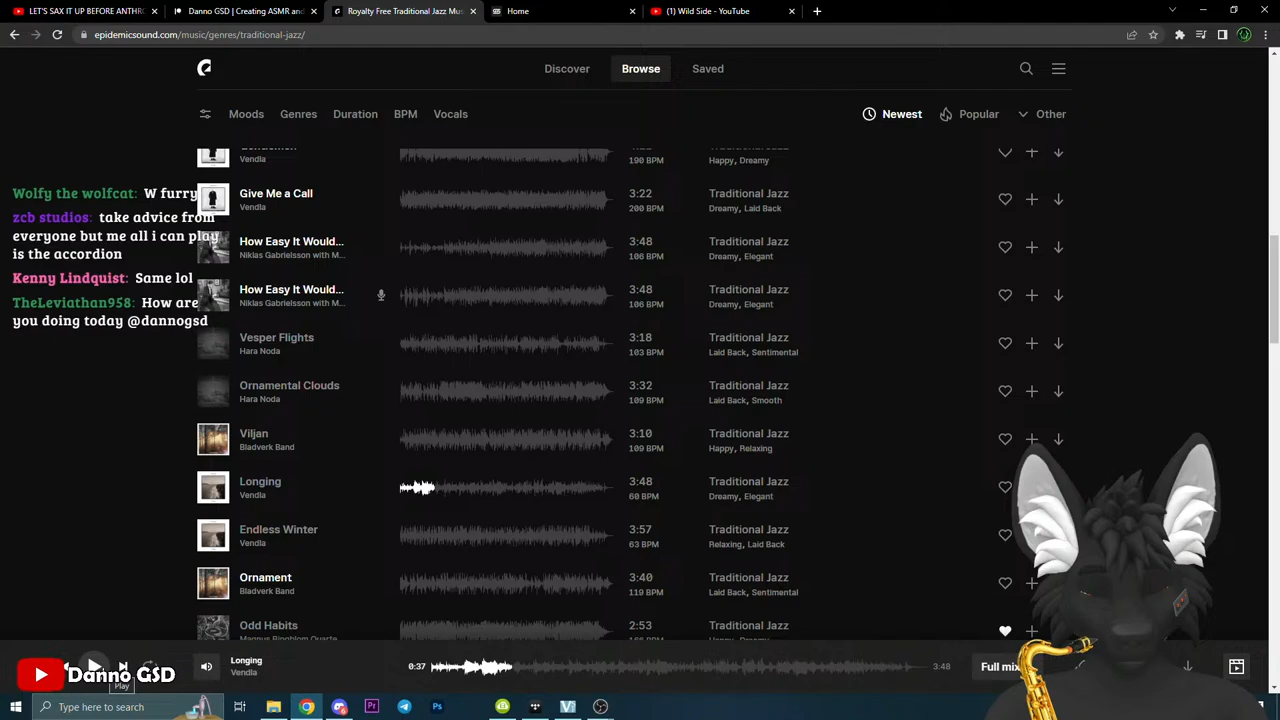 LET'S SAX IT UP BEFORE ANTHR
Danno GSD | Creating ASMR and
Royalty Free Traditional Jazz Mus
Home
(1) Wild Side - YouTube
epidemicsound.com/music/genres/traditional-jazz/
Discover
Browse
Saved
Moods
Genres
Duration
BPM
Vocals
Newest
Popular
Other
Vendla
190 BPM
Happy, Dreamy
Give Me a Call
Vendla
3:22
200 BPM
Traditional Jazz
Dreamy, Laid Back
How Easy It Would...
Niklas Gabrielsson with M...
3:48
106 BPM
Traditional Jazz
Dreamy, Elegant
How Easy It Would...
Niklas Gabrielsson with M...
3:48
106 BPM
Traditional Jazz
Dreamy, Elegant
Vesper Flights
Hara Noda
3:18
103 BPM
Traditional Jazz
Laid Back, Sentimental
Ornamental Clouds
Hara Noda
3:32
109 BPM
Traditional Jazz
Laid Back, Smooth
Viljan
Bladverk Band
3:10
109 BPM
Traditional Jazz
Happy, Relaxing
Longing
Vendla
3:48
60 BPM
Traditional Jazz
Dreamy, Elegant
Endless Winter
Vendla
3:57
63 BPM
Traditional Jazz
Relaxing, Laid Back
Ornament
Bladverk Band
3:40
119 BPM
Traditional Jazz
Laid Back, Sentimental
Odd Habits
2:53
Traditional Jazz
Wolfy the wolfcat: W furry
zcb studios: take advice from
everyone but me all i can play
is the accordion
Kenny Lindquist: Same lol
TheLeviathan958: How are
you doing today @dannogsd
Longing
Vendla
0:37
3:48
Full mix
Danno GSD
Play
Type here to search